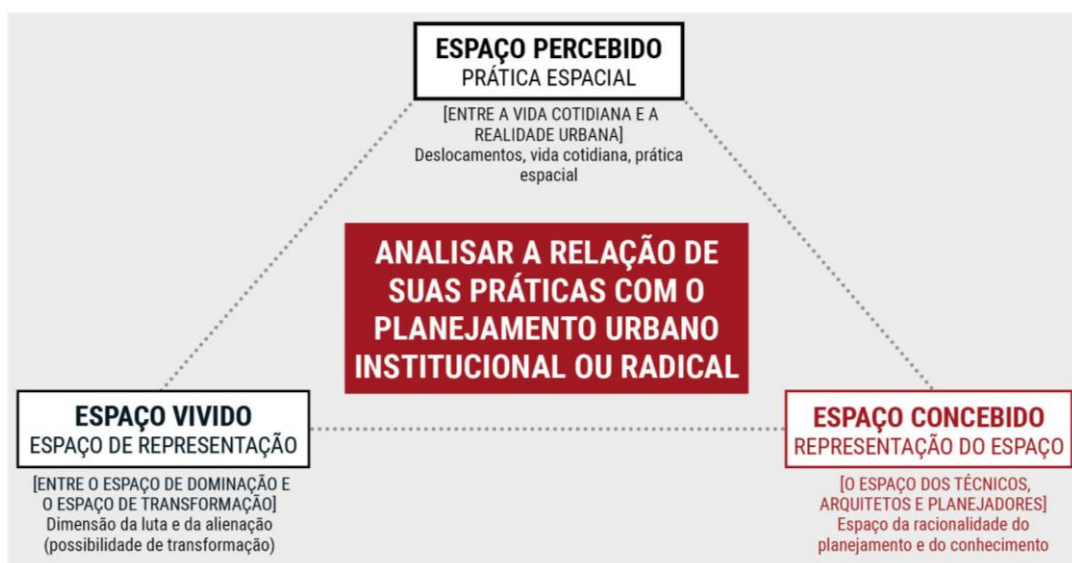 ESPAÇO PERCEBIDO
PRÁTICA ESPACIAL
[ENTRE A VIDA COTIDIANA E A
REALIDADE URBANA]
Deslocamentos, vida cotidiana, prática
espacial
ANALISAR A RELAÇÃO DE
SUAS PRÁTICAS COM O
PLANEJAMENTO URBANO
INSTITUCIONAL OU RADICAL
ESPAÇO VIVIDO
ESPAÇO DE REPRESENTAÇÃO
[ENTRE O ESPAÇO DE DOMINAÇÃO E
O ESPAÇO DE TRANSFORMAÇÃO]
Dimensão da luta e da alienação
(possibilidade de transformação)
ESPAÇO CONCEBIDO
REPRESENTAÇÃO DO ESPAÇO
[O ESPAÇO DOS TÉCNICOS,
ARQUITETOS E PLANEJADORES]
Espaço da racionalidade do
planejamento e do conhecimento